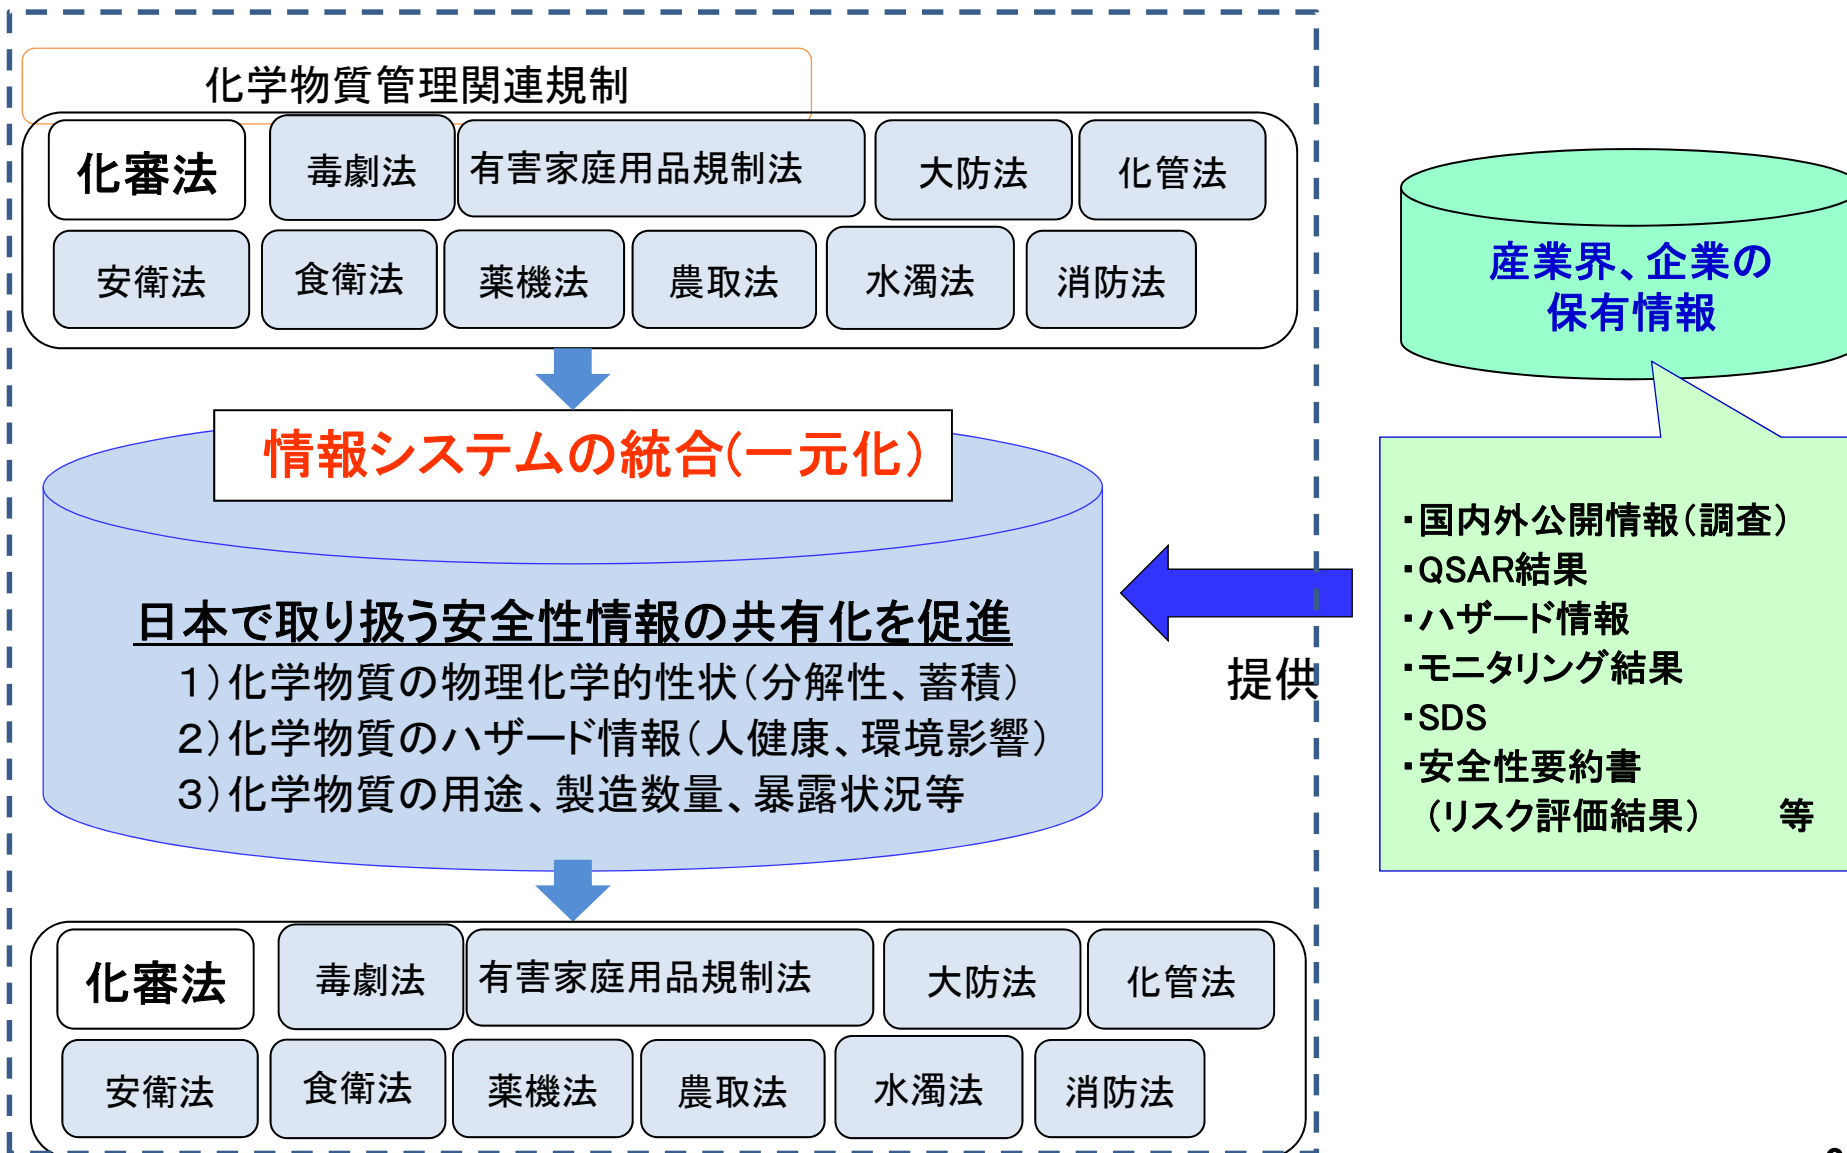 化学物質管理関連規制
化審法
毒劇法
有害家庭用品規制法
大防法
化管法
安衛法
食衛法
薬機法
農取法
水濁法
消防法
情報システムの統合(一元化)
日本で取り扱う安全性情報の共有化を促進
1)化学物質の物理化学的性状(分解性、蓄積)
2)化学物質のハザード情報(人健康、環境影響)
3)化学物質の用途、製造数量、暴露状況等
提供
産業界、企業の
保有情報
・国内外公開情報(調査)
・QSAR結果
・ハザード情報
・モニタリング結果
・SDS
・安全性要約書
(リスク評価結果) 等
化審法
毒劇法
有害家庭用品規制法
大防法
化管法
安衛法
食衛法
薬機法
農取法
水濁法
消防法